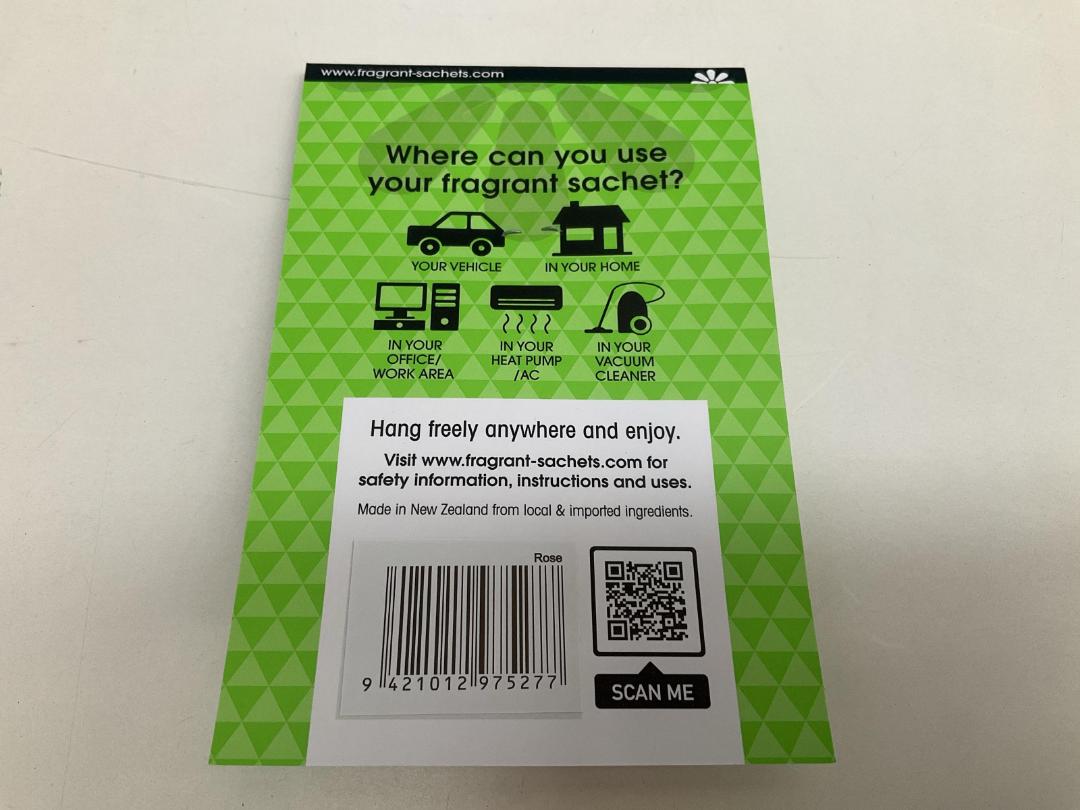 www.fragrant-sachets.com
Where can you use
your fragrant sachet?
YOUR VEHICLE
IN YOUR HOME
IN YOUR
OFFICE/
WORK AREA
IN YOUR
HEAT PUMP
/AC
IN YOUR
VACUUM
CLEANER
Hang freely anywhere and enjoy.
Visit www.fragrant-sachets.com for
safety information, instructions and uses.
Made in New Zealand from local & imported ingredients.
Rose
9 421012 975277
SCAN ME